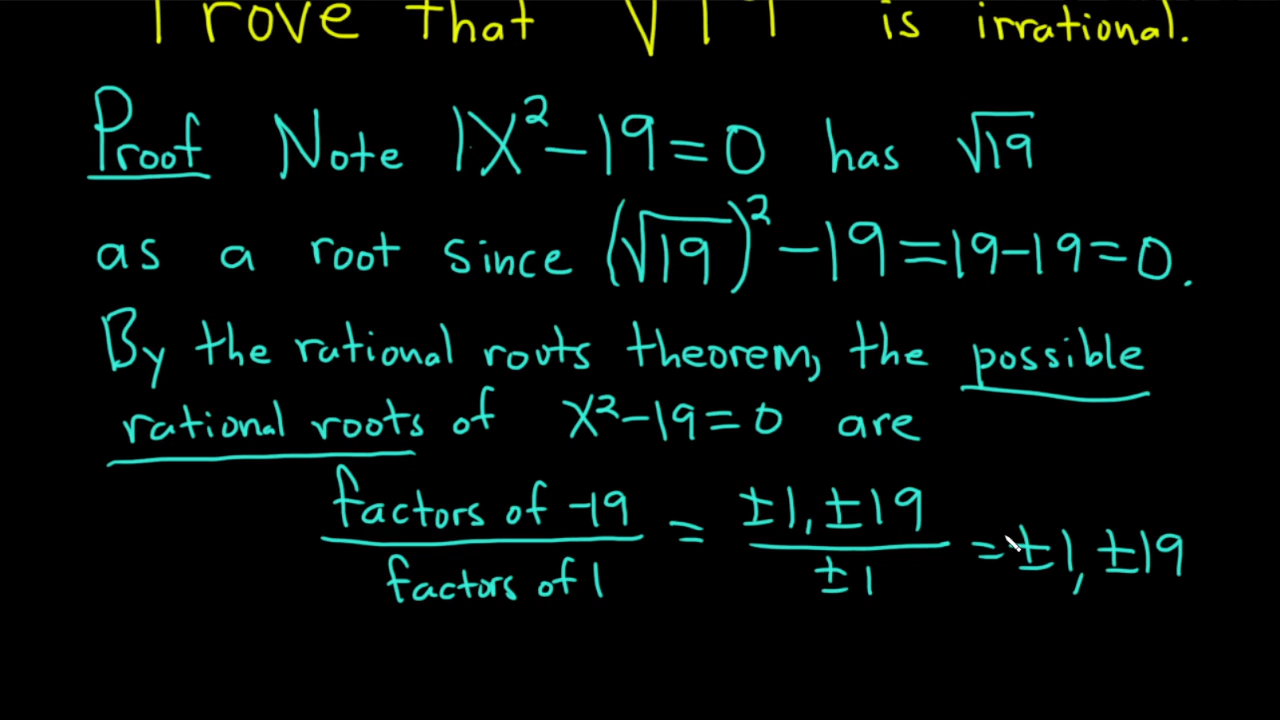 Prove that √19 is irrational.
Proof Note 1x²-19=0 has √19
as a root since (√19)²-19=19-19=0.
By the rational roots theorem, the possible
rational roots of x²-19=0 are
factors of -19 / factors of 1 = ±1, ±19 / ±1 = ±1, ±19